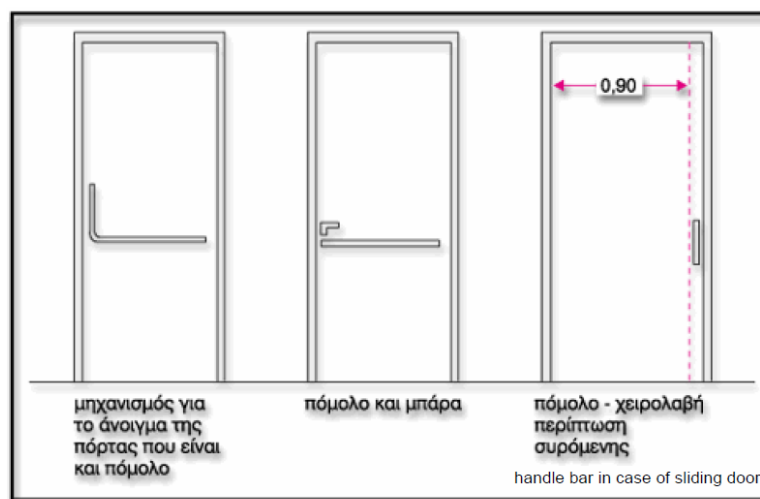 0,90
μηχανισμός για
το άνοιγμα της
πόρτας που είναι
και πόμολο
πόμολο και μπάρα
πόμολο - χειρολαβή
περίπτωση
συρόμενης
handle bar in case of sliding door